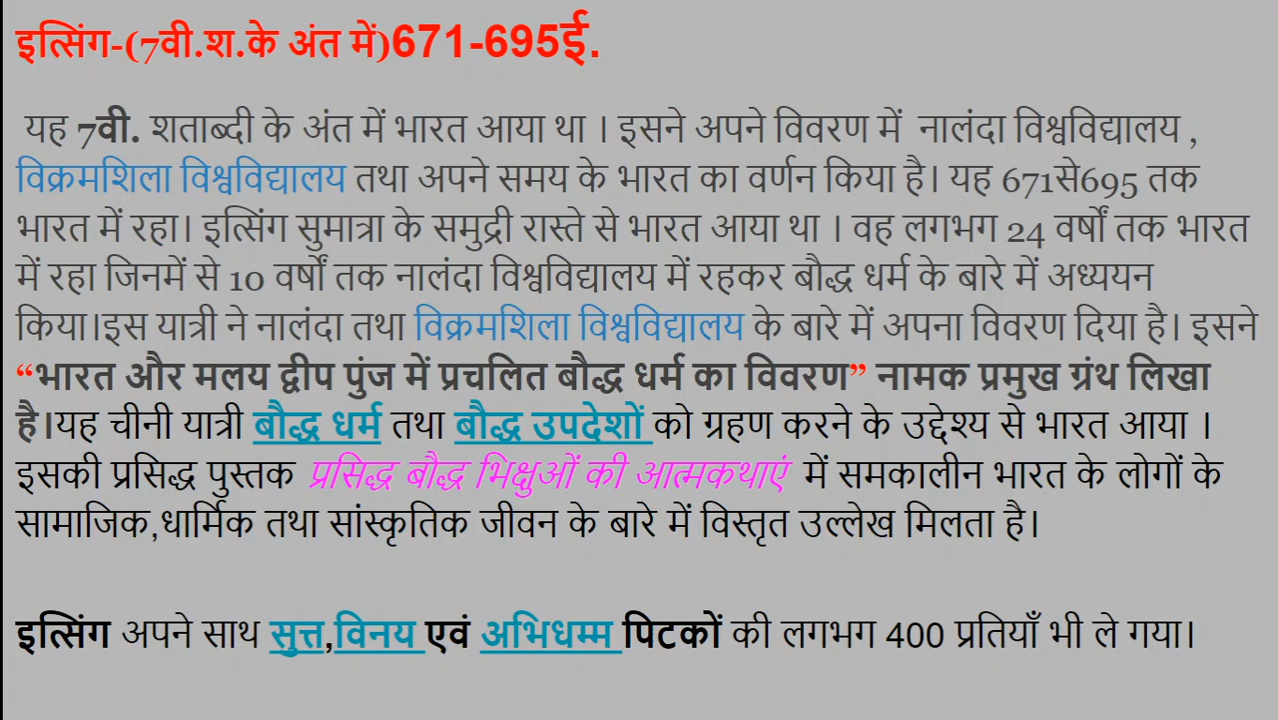 इत्सिंग-(7वी.श.के अंत में)671-695ई.
यह 7वी. शताब्दी के अंत में भारत आया था । इसने अपने विवरण में नालंदा विश्वविद्यालय ,
विक्रमशिला विश्वविद्यालय तथा अपने समय के भारत का वर्णन किया है। यह 671से695 तक
भारत में रहा। इत्सिंग सुमात्रा के समुद्री रास्ते से भारत आया था । वह लगभग 24 वर्षों तक भारत
में रहा जिनमें से 10 वर्षों तक नालंदा विश्वविद्यालय में रहकर बौद्ध धर्म के बारे में अध्ययन
किया।इस यात्री ने नालंदा तथा विक्रमशिला विश्वविद्यालय के बारे में अपना विवरण दिया है। इसने
“भारत और मलय द्वीप पुंज में प्रचलित बौद्ध धर्म का विवरण” नामक प्रमुख ग्रंथ लिखा
है।यह चीनी यात्री बौद्ध धर्म तथा बौद्ध उपदेशों को ग्रहण करने के उद्देश्य से भारत आया ।
इसकी प्रसिद्ध पुस्तक प्रसिद्ध बौद्ध भिक्षुओं की आत्मकथाएं में समकालीन भारत के लोगों के
सामाजिक,धार्मिक तथा सांस्कृतिक जीवन के बारे में विस्तृत उल्लेख मिलता है।
इत्सिंग अपने साथ सुत्त,विनय एवं अभिधम्म पिटकों की लगभग 400 प्रतियाँ भी ले गया।